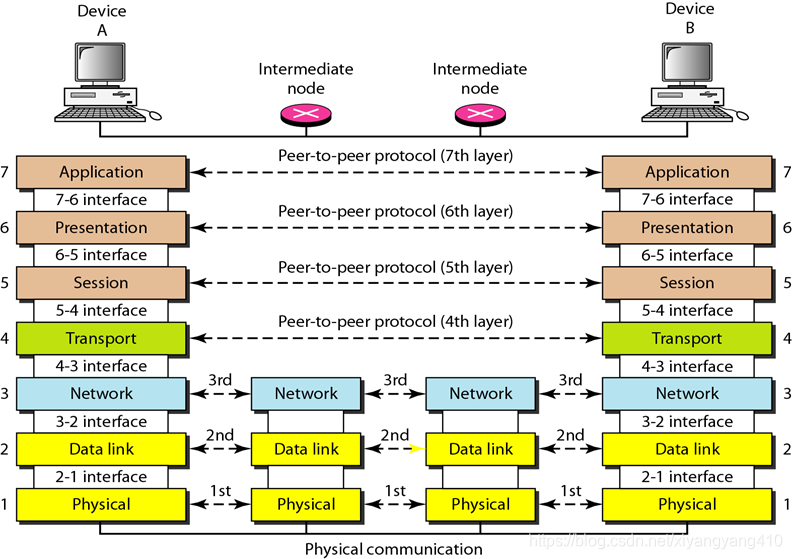 Device
A
Device
B
Intermediate
node
Intermediate
node
Peer-to-peer protocol (7th layer)
7 Application
Application 7
7-6 interface
7-6 interface
Peer-to-peer protocol (6th layer)
6 Presentation
Presentation 6
6-5 interface
6-5 interface
Peer-to-peer protocol (5th layer)
5 Session
Session 5
5-4 interface
5-4 interface
Peer-to-peer protocol (4th layer)
4 Transport
Transport 4
4-3 interface
4-3 interface
3 Network 3rd Network 3rd Network 3rd Network 3
3-2 interface
3-2 interface
2 Data link 2nd Data link 2nd Data link 2nd Data link 2
2-1 interface
2-1 interface
1 Physical 1st Physical 1st Physical 1st Physical 1
Physical communication
https://blog.csdn.net/xiyangyang410